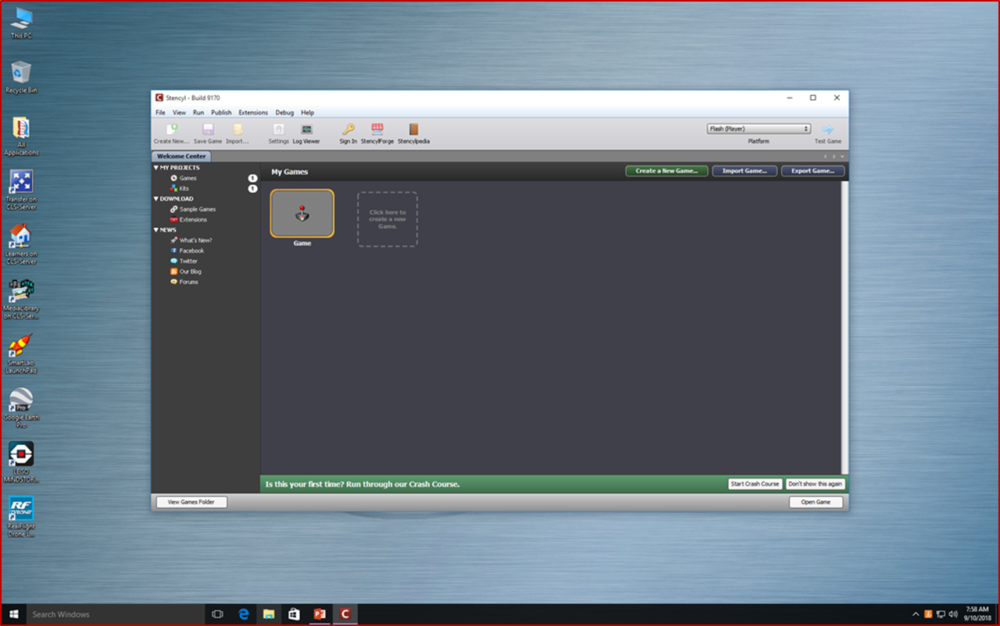 This PC
Recycle Bin
All
Applications
Transfer on
CLS-Server
Learners on
CLS-Server
MediaLibrary
on CLS-Ser...
SmartLab
LaunchPad
Google Earth
Pro
LEGO
MINDSTOR...
RF
DRONE
RealFlight
Drone L...
Stencyl - Build 9170
File View Run Publish Extensions Debug Help
Create New... Save Game Import... Settings Log Viewer Sign In StencylForge Stencylpedia
Flash (Player)
Platform
Test Game
Welcome Center
MY PROJECTS
Games 1
Kits 1
DOWNLOAD
Sample Games
Extensions
NEWS
What's New?
Facebook
Twitter
Our Blog
Forums
My Games
Create a New Game... Import Game... Export Game...
Game
Click here to
create a new
Game.
Is this your first time? Run through our Crash Course.
Start Crash Course Don't show this again
View Games Folder
Open Game
Search Windows
7:58 AM
9/10/2018